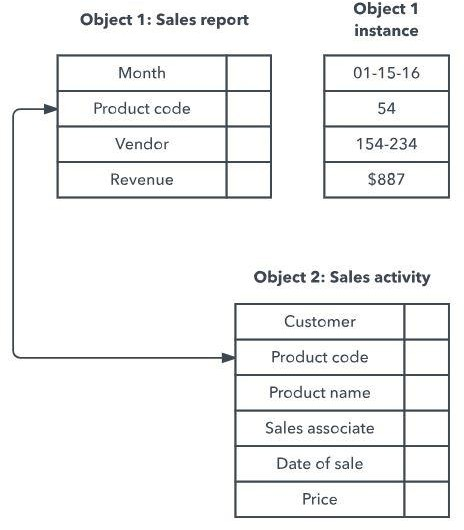 Object 1: Sales report
Object 1
instance
Month
01-15-16
Product code
54
Vendor
154-234
Revenue
$887
Object 2: Sales activity
Customer
Product code
Product name
Sales associate
Date of sale
Price